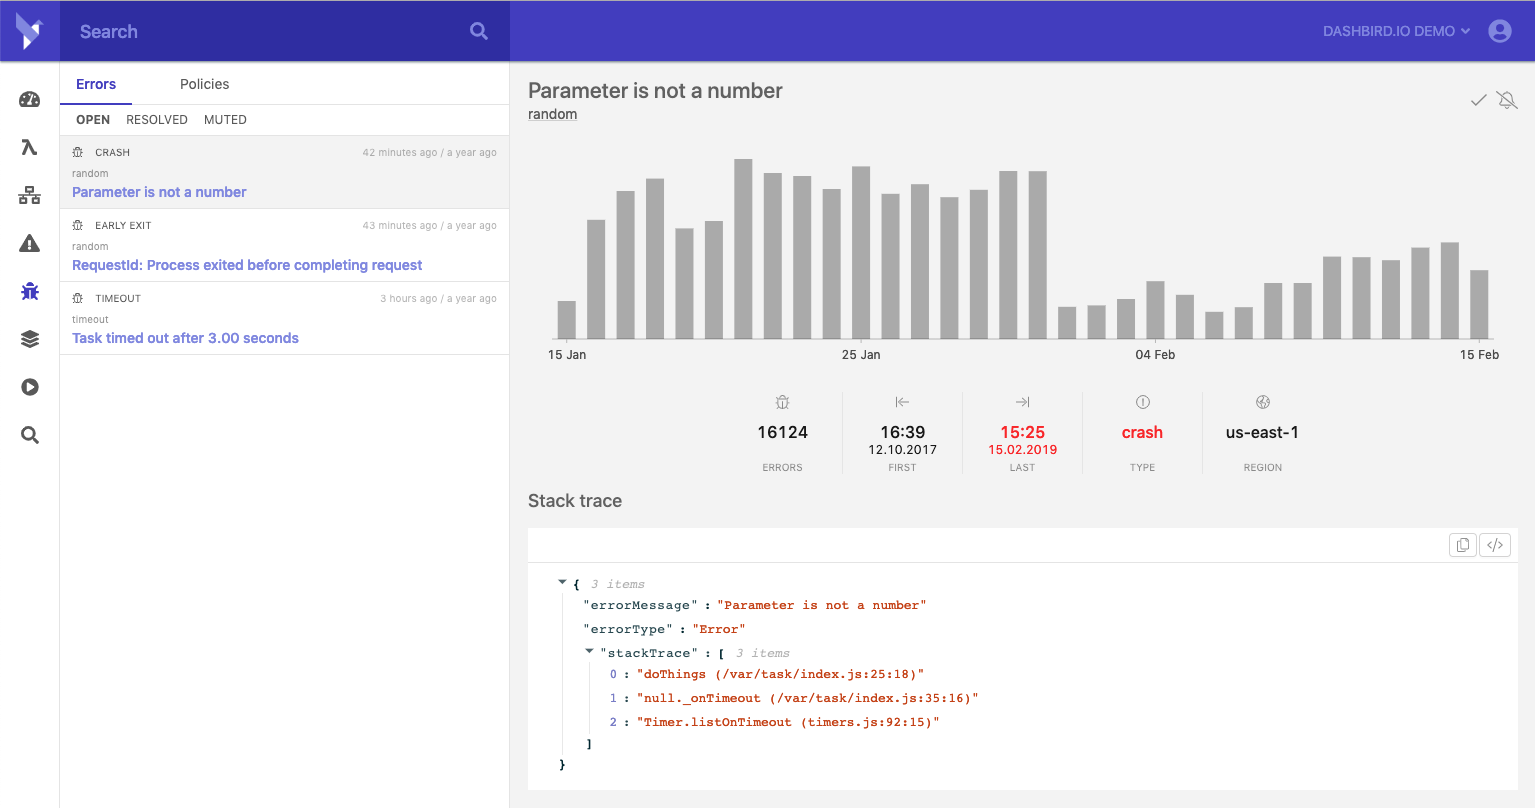 Search
DASHBIRD.IO DEMO
Errors
Policies
OPEN RESOLVED MUTED
CRASH 42 minutes ago / a year ago
random
Parameter is not a number
EARLY EXIT 43 minutes ago / a year ago
random
RequestId: Process exited before completing request
TIMEOUT 3 hours ago / a year ago
timeout
Task timed out after 3.00 seconds
Parameter is not a number
random
15 Jan 25 Jan 04 Feb 15 Feb
16124 16:39 15:25 crash us-east-1
12.10.2017 15.02.2019
ERRORS FIRST LAST TYPE REGION
Stack trace
</>
{ 3 items
"errorMessage" : "Parameter is not a number"
"errorType" : "Error"
"stackTrace" : [ 3 items
0 : "doThings (/var/task/index.js:25:18)"
1 : "null._onTimeout (/var/task/index.js:35:16)"
2 : "Timer.listOnTimeout (timers.js:92:15)"
]
}